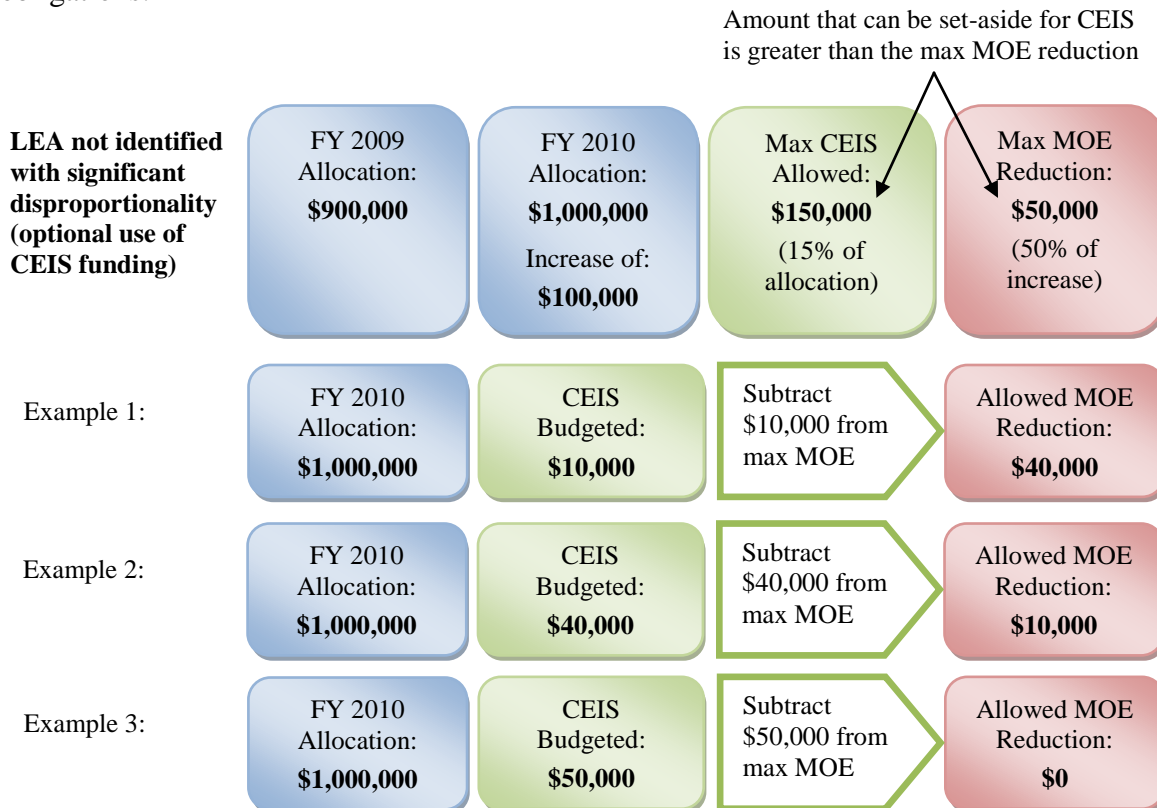 Amount that can be set-aside for CEIS
is greater than the max MOE reduction
LEA not identified
with significant
disproportionality
(optional use of
CEIS funding)
FY 2009
Allocation:
$900,000
FY 2010
Allocation:
$1,000,000
Increase of:
$100,000
Max CEIS
Allowed:
$150,000
(15% of
allocation)
Max MOE
Reduction:
$50,000
(50% of
increase)
Example 1:
FY 2010
Allocation:
$1,000,000
CEIS
Budgeted:
$10,000
Subtract
$10,000 from
max MOE
Allowed MOE
Reduction:
$40,000
Example 2:
FY 2010
Allocation:
$1,000,000
CEIS
Budgeted:
$40,000
Subtract
$40,000 from
max MOE
Allowed MOE
Reduction:
$10,000
Example 3:
FY 2010
Allocation:
$1,000,000
CEIS
Budgeted:
$50,000
Subtract
$50,000 from
max MOE
Allowed MOE
Reduction:
$0